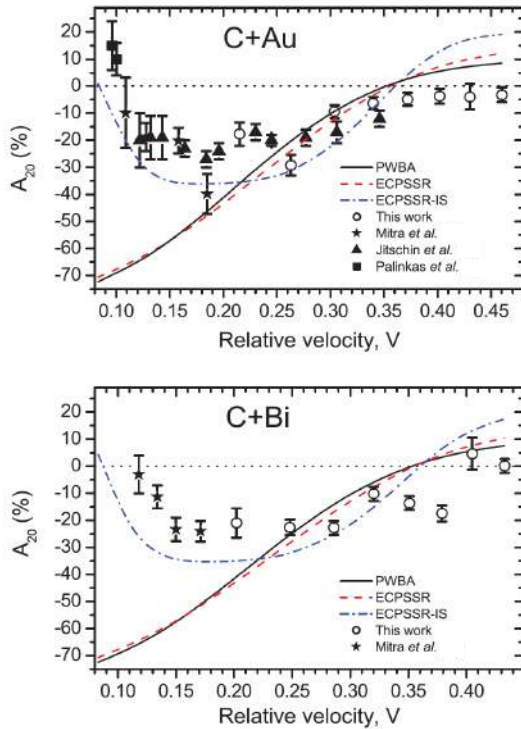 C+Au
20
10
0
-10
-20
-30
-40
-50
-60
-70
A20 (%)
PWBA
ECPSSR
ECPSSR-IS
This work
Mitra et al.
Jitschin et al.
Palinkas et al.
0.10 0.15 0.20 0.25 0.30 0.35 0.40 0.45
Relative velocity, V
C+Bi
20
10
0
-10
-20
-30
-40
-50
-60
-70
A20 (%)
PWBA
ECPSSR
ECPSSR-IS
This work
Mitra et al.
0.10 0.15 0.20 0.25 0.30 0.35 0.40
Relative velocity, V